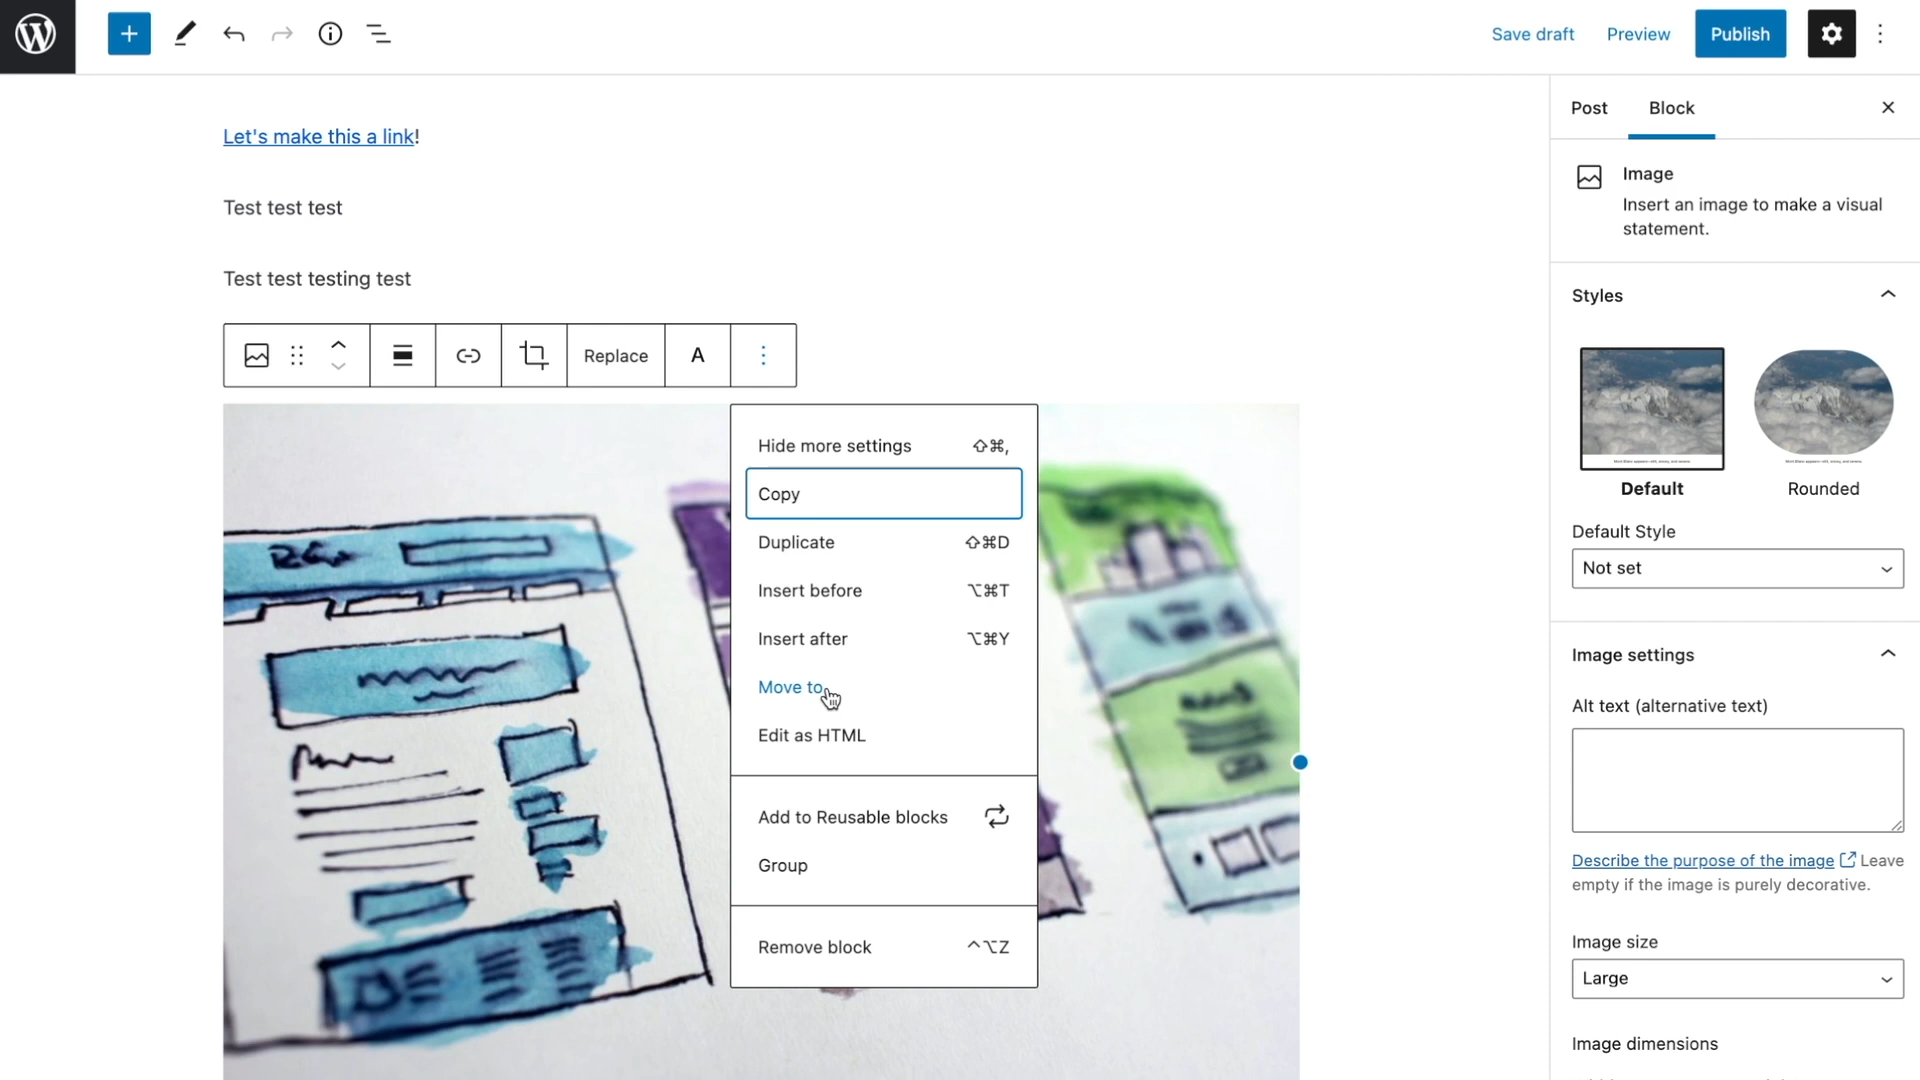 Save draft
Preview
Publish
Let's make this a link!
Test test test
Test test testing test
Replace
A
Hide more settings ⇧⌘,
Copy
Duplicate ⇧⌘D
Insert before ⌥⌘T
Insert after ⌥⌘Y
Move to
Edit as HTML
Add to Reusable blocks
Group
Remove block ^⌥Z
Post
Block
Image
Insert an image to make a visual
statement.
Styles
Default
Rounded
Default Style
Not set
Image settings
Alt text (alternative text)
Describe the purpose of the image Leave
empty if the image is purely decorative.
Image size
Large
Image dimensions